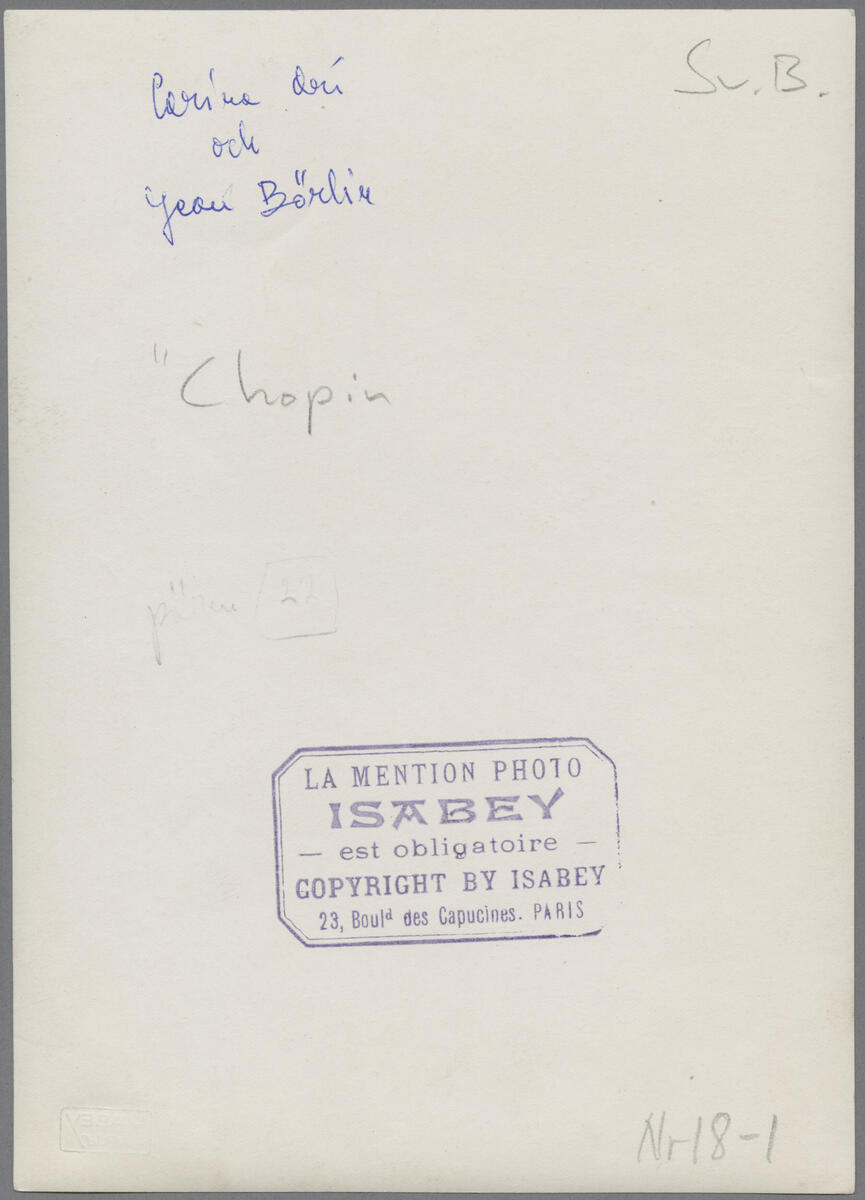 Sv. B.
Carina Ari
och
Jean Börlin
"Chopin
pärm 22
LA MENTION PHOTO
ISABEY
— est obligatoire —
COPYRIGHT BY ISABEY
23, Boulᵈ des Capucines. PARIS
Nr 18-1